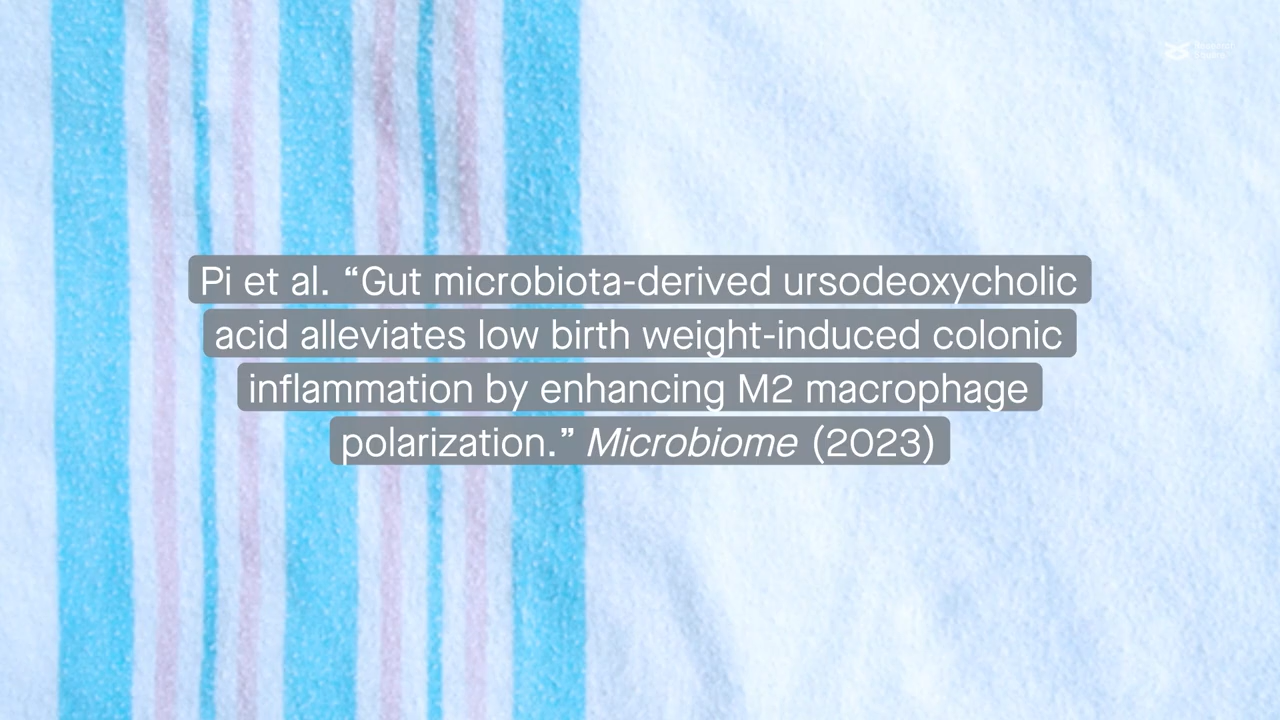 Pi et al. “Gut microbiota-derived ursodeoxycholic
acid alleviates low birth weight-induced colonic
inflammation by enhancing M2 macrophage
polarization.” Microbiome (2023)